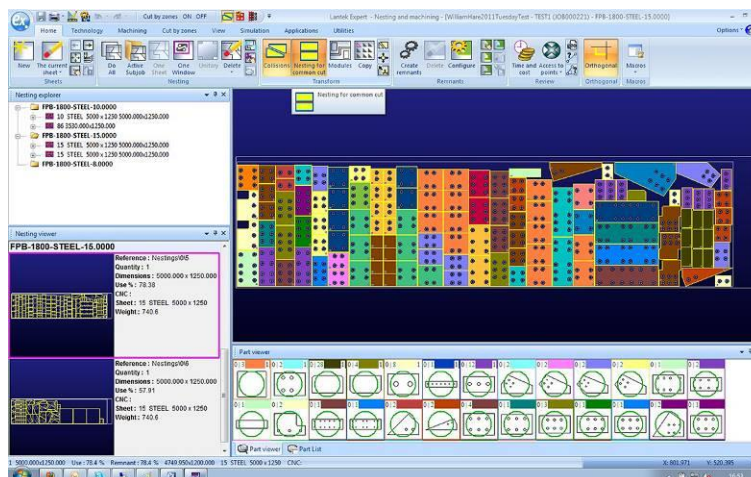 Cut by zones ON OFF
Lantek Expert - Nesting and machining - [WilliamHare2011TuesdayTest - TEST1 (JOB000221) - FPB-1800-STEEL-15.0000]
Home Technology Machining Cut by zones View Simulation Applications Utilities
Options
New The current sheet Do All Active Subjob One Sheet One Window Unitary Delete Collisions Nesting for common cut Modules Copy Create remnants Delete Configure Time and cost Access to points Orthogonal Macros
Sheets Nesting Transform Remnants Review Orthogonal Macros
Nesting for common cut
Nesting explorer
FPB-1800-STEEL-10.0000
10 STEEL 5000 x 1250 5000.000x1250.000
FPB-1800-STEEL-15.0000
15 STEEL 5000 x 1250 5000.000x1250.000
15 STEEL 5000 x 1250 5000.000x1250.000
FPB-1800-STEEL-8.0000
Nesting viewer
FPB-1800-STEEL-15.0000
Reference : Nestings\0\5
Quantity : 1
Dimensions : 5000.000 x 1250.000
Use % : 78.38
CNC :
Sheet : 15 STEEL 5000 x 1250
Weight : 740.6
Reference : Nestings\0\6
Quantity : 1
Dimensions : 5000.000 x 1250.000
Use % : 57.91
CNC :
Sheet : 15 STEEL 5000 x 1250
Weight : 740.6
Part viewer
Part viewer Part List
1 5000.000x1250.000 Use : 78.4 % Remnant : 78.4 % 4749.950x1200.000 15 STEEL 5000 x 1250 CNC:
X: 801.971 Y: 520.395
16:51